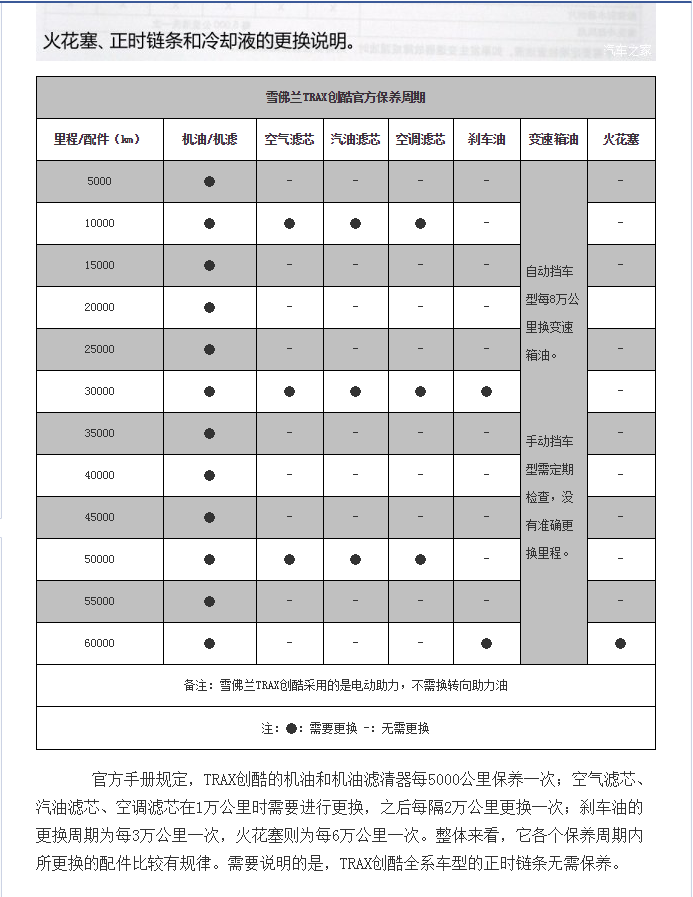 火花塞、正时链条和冷却液的更换说明。
汽车之家
雪佛兰TRAX创酷官方保养周期
里程/配件（km） 机油/机滤 空气滤芯 汽油滤芯 空调滤芯 刹车油 变速箱油 火花塞
5000 ● - - - - -
10000 ● ● ● ● - -
15000 ● - - - - -
20000 ● - - - -
25000 ● - - - - -
30000 ● ● ● ● ● -
35000 ● - - - - -
40000 ● - - - - -
45000 ● - - - - -
50000 ● ● ● ● - -
55000 ● - - - - -
60000 ● - - - ● ●
自动挡车
型每8万公
里换变速
箱油。
手动挡车
型需定期
检查，没
有准确更
换里程。
备注：雪佛兰TRAX创酷采用的是电动助力，不需换转向助力油
注：●：需要更换 -：无需更换
官方手册规定，TRAX创酷的机油和机油滤清器每5000公里保养一次；空气滤芯、
汽油滤芯、空调滤芯在1万公里时需要进行更换，之后每隔2万公里更换一次；刹车油的
更换周期为每3万公里一次，火花塞则为每6万公里一次。整体来看，它各个保养周期内
所更换的配件比较有规律。需要说明的是，TRAX创酷全系车型的正时链条无需保养。